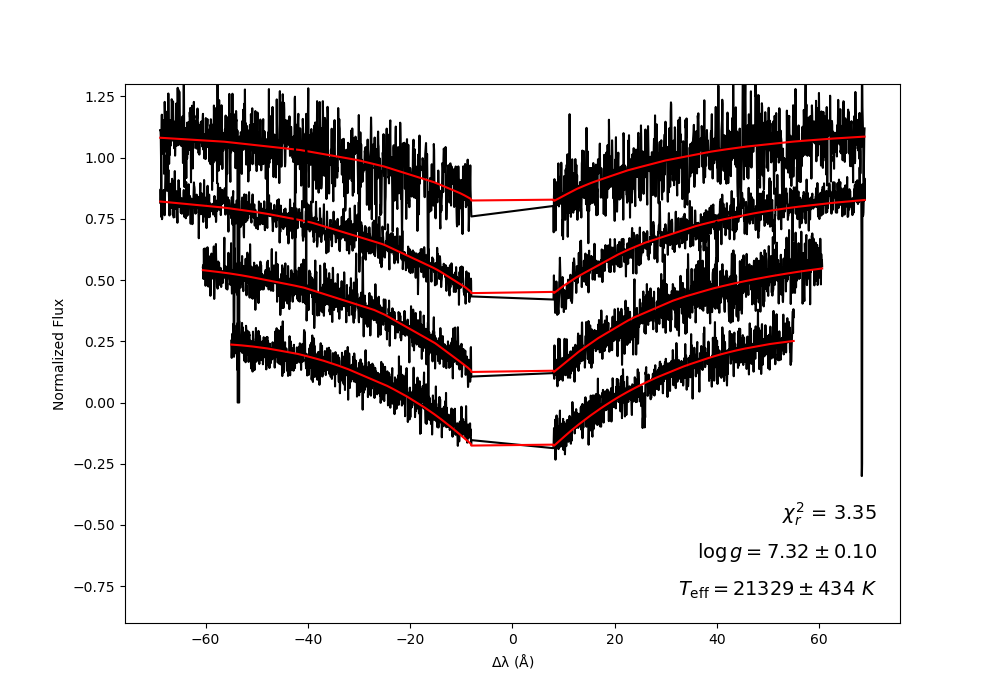 1.25
1.00
0.75
0.50
0.25
0.00
−0.25
−0.50
−0.75
Normalized Flux
χ_r^2 = 3.35
log g = 7.32 ± 0.10
T_eff = 21329 ± 434 K
−60 −40 −20 0 20 40 60
Δλ (Å)